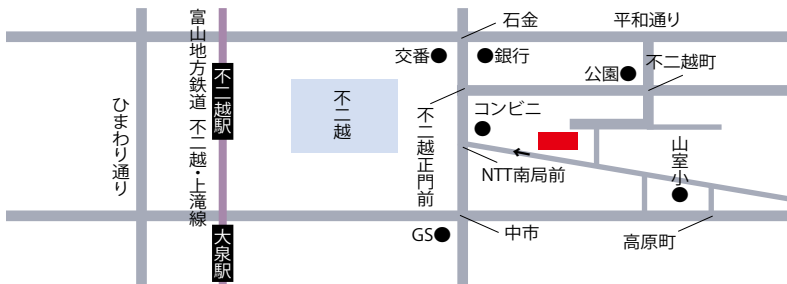 石金
平和通り
交番
銀行
公園
不二越町
富山地方鉄道 不二越・上滝線
不二越駅
不二越
ひまわり通り
不二越正門前
コンビニ
NTT南局前
山室小
大泉駅
GS
中市
高原町